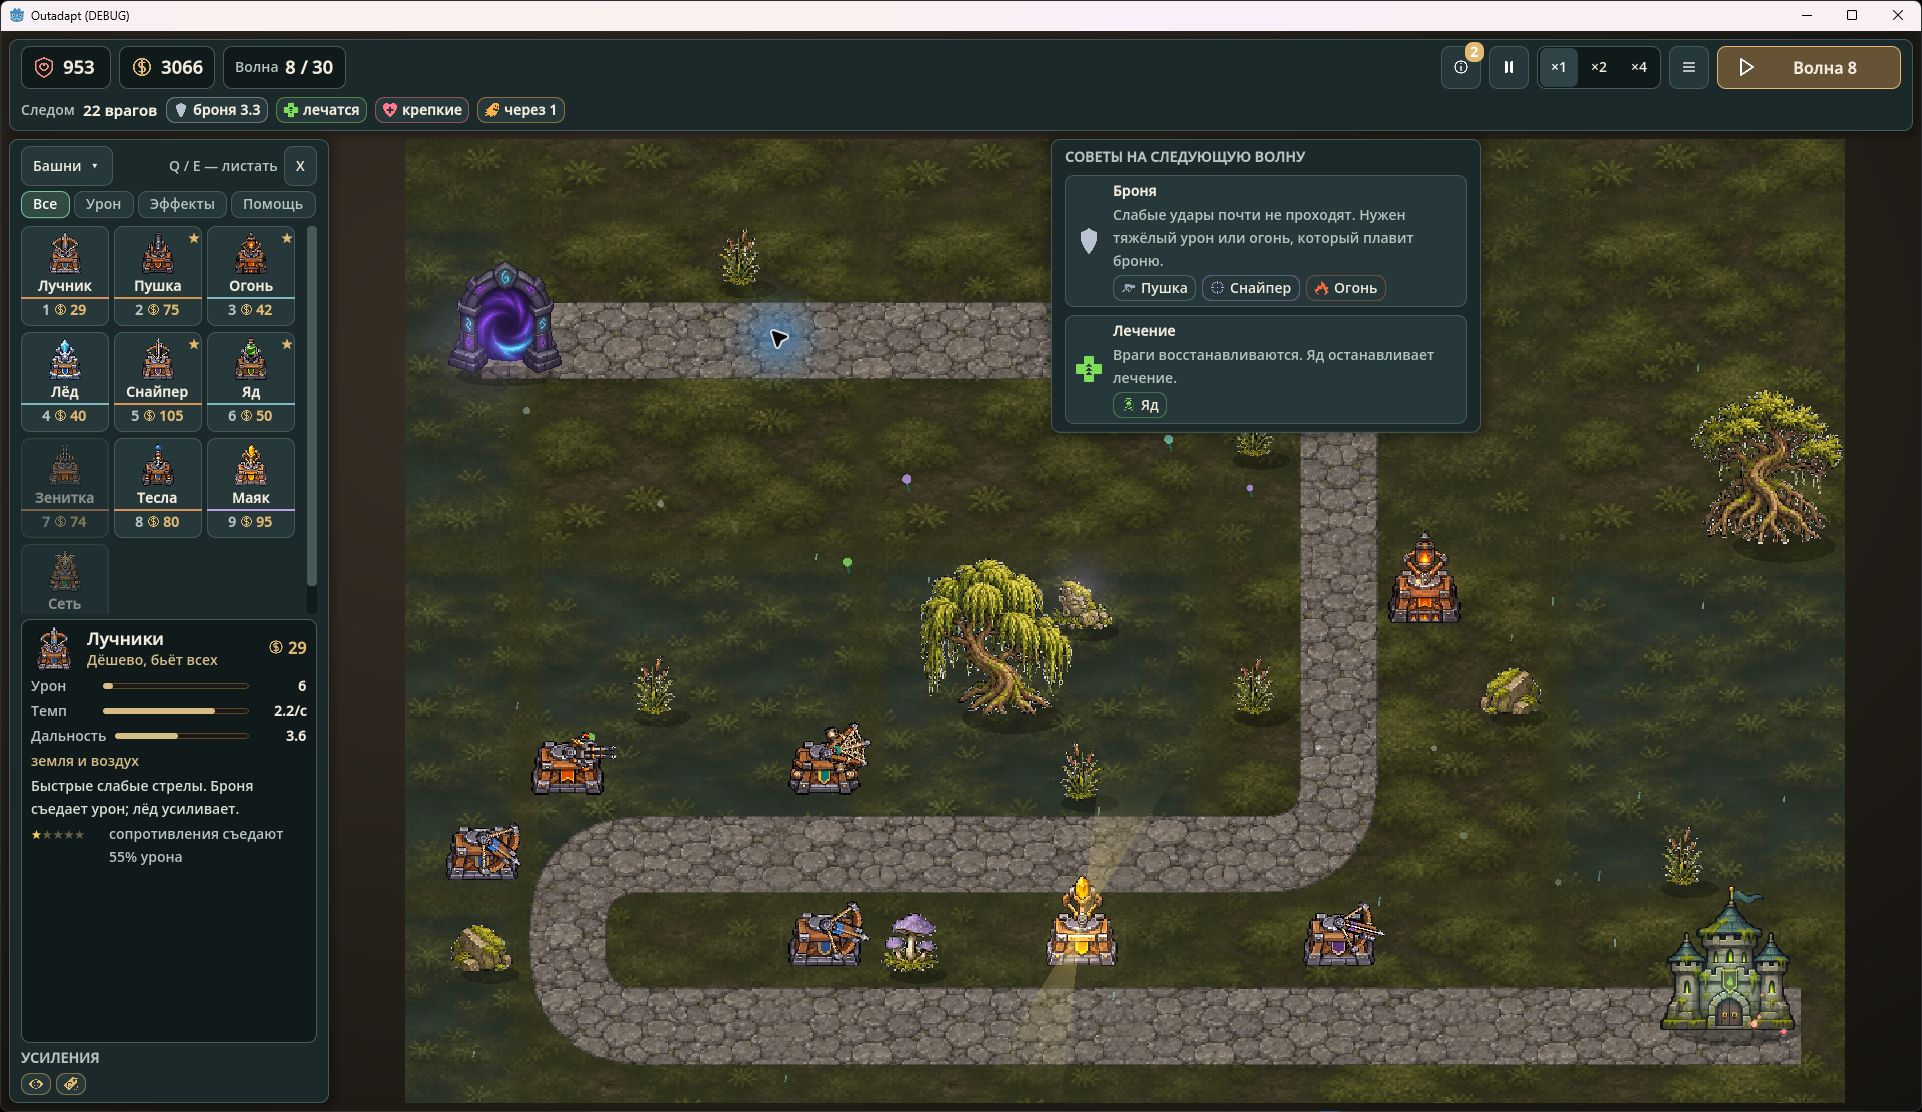 Outadapt (DEBUG)
953
3066
Волна 8 / 30
2
×1
×2
×4
Волна 8
Следом 22 врагов
броня 3.3
лечатся
крепкие
через 1
Башни
Q / E — листать
X
Все
Урон
Эффекты
Помощь
Лучник
1 29
Пушка
2 75
Огонь
3 42
Лёд
4 40
Снайпер
5 105
Яд
6 50
Зенитка
7 74
Тесла
8 80
Маяк
9 95
Сеть
Лучники
29
Дёшево, бьёт всех
Урон 6
Темп 2.2/с
Дальность 3.6
земля и воздух
Быстрые слабые стрелы. Броня
съедает урон; лёд усиливает.
★★★★★ сопротивления съедают
55% урона
УСИЛЕНИЯ
СОВЕТЫ НА СЛЕДУЮЩУЮ ВОЛНУ
Броня
Слабые удары почти не проходят. Нужен
тяжёлый урон или огонь, который плавит
броню.
Пушка
Снайпер
Огонь
Лечение
Враги восстанавливаются. Яд останавливает
лечение.
Яд